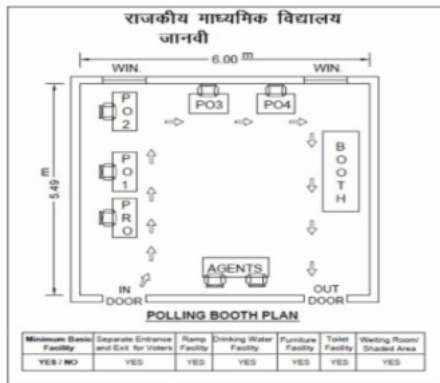 राजकीय माध्यमिक विद्यालय
जानवी
6.00 m
WIN.
WIN.
PO2
PO3
PO4
PO1
BOOTH
5.49 m
PRO
AGENTS
IN DOOR
OUT DOOR
POLLING BOOTH PLAN
Minimum Basic Facility
Separate Entrance and Exit for Voters
Ramp Facility
Drinking Water Facility
Furniture Facility
Toilet Facility
Waiting Room/ Shaded Area
YES / NO
YES
YES
YES
YES
YES
YES